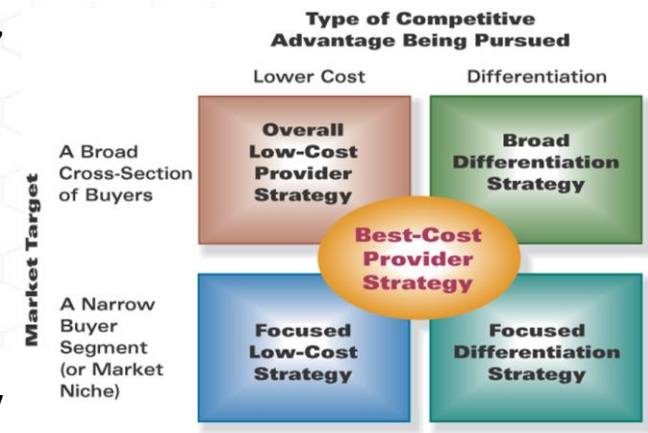 Type of Competitive
Advantage Being Pursued
Lower Cost
Differentiation
Market Target
A Broad
Cross-Section
of Buyers
Overall
Low-Cost
Provider
Strategy
Broad
Differentiation
Strategy
Best-Cost
Provider
Strategy
A Narrow
Buyer
Segment
(or Market
Niche)
Focused
Low-Cost
Strategy
Focused
Differentiation
Strategy